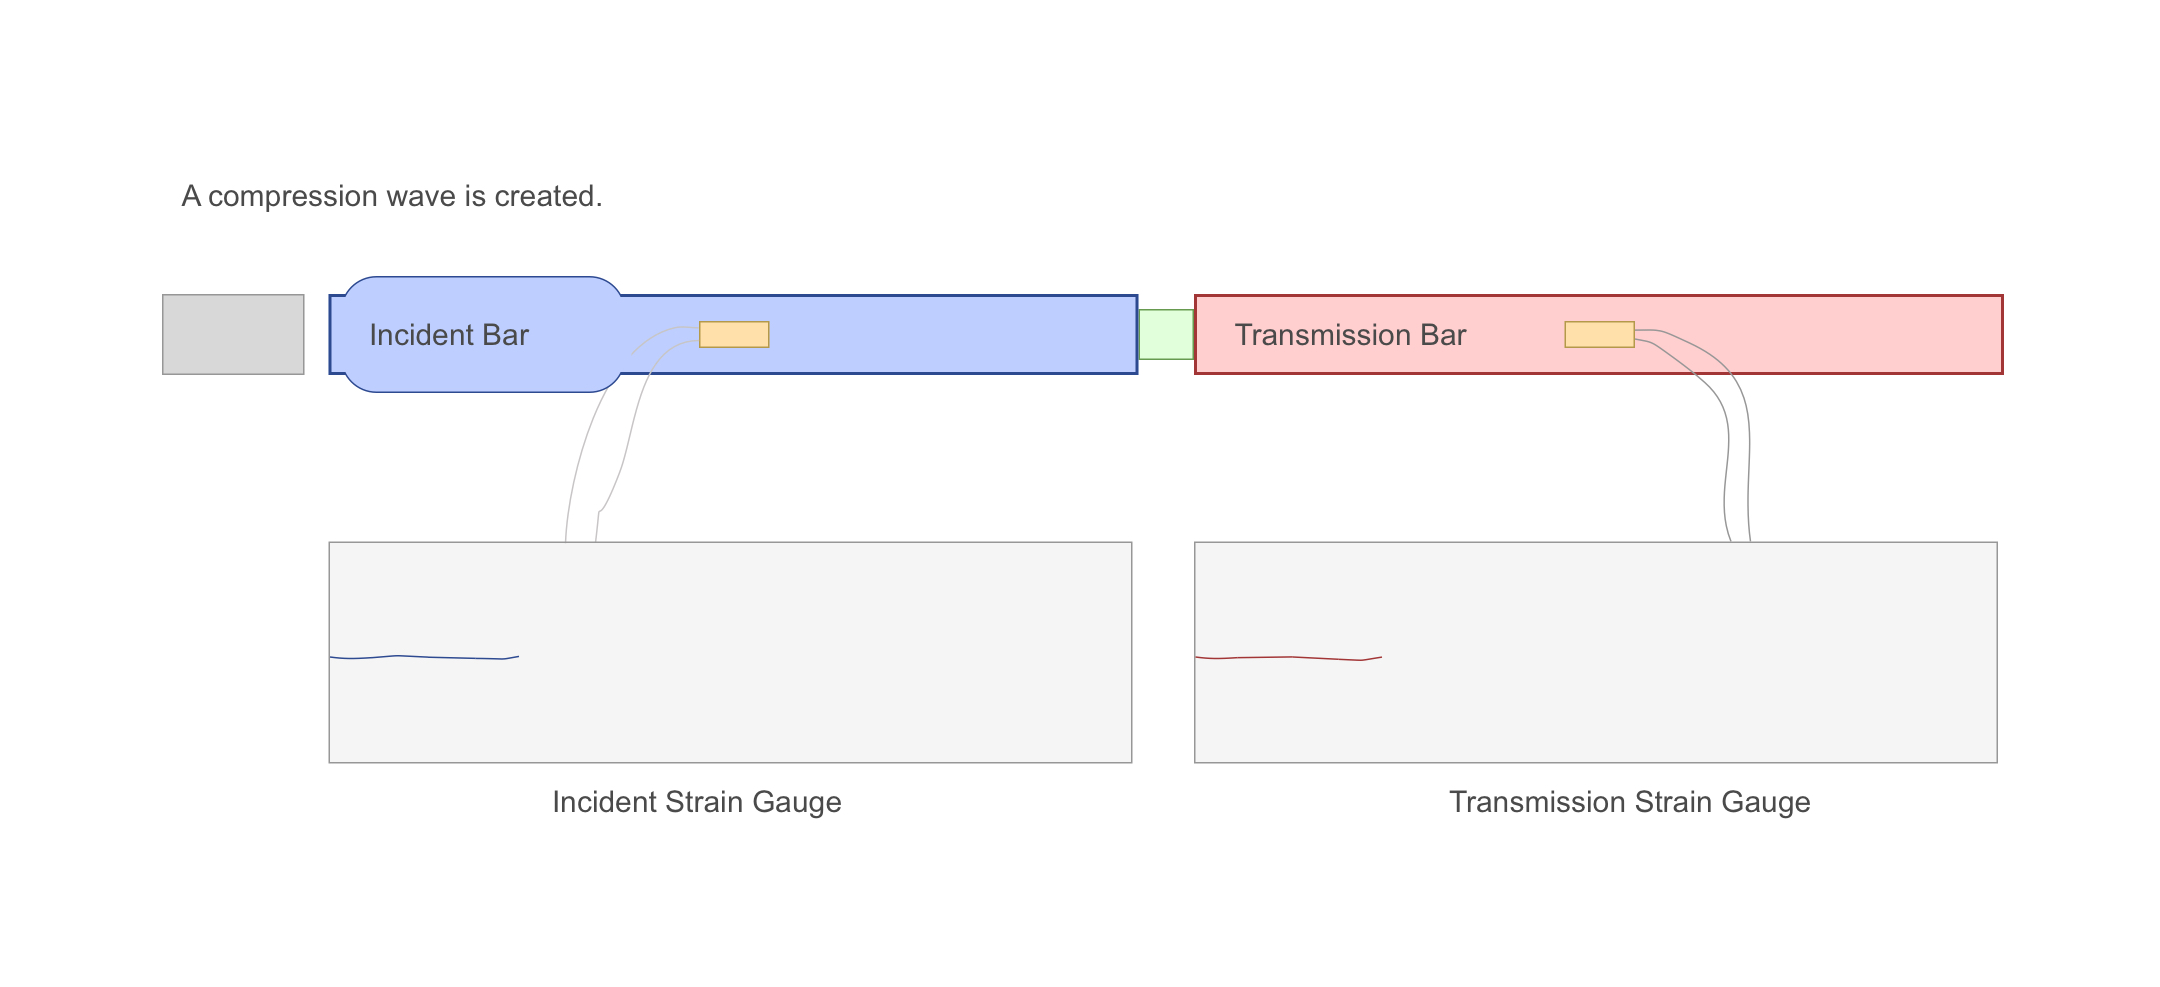 A compression wave is created.
Incident Bar
Transmission Bar
Incident Strain Gauge
Transmission Strain Gauge